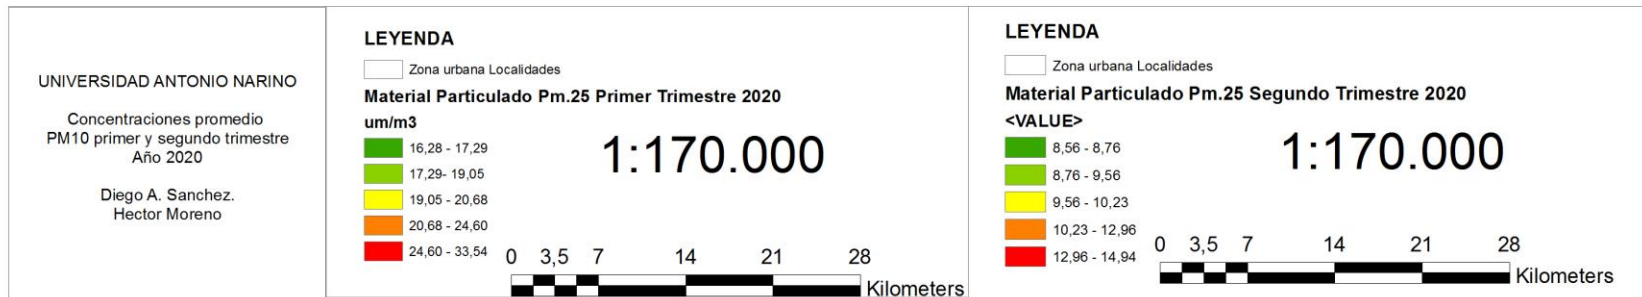 UNIVERSIDAD ANTONIO NARINO
Concentraciones promedio
PM10 primer y segundo trimestre
Año 2020
Diego A. Sanchez.
Hector Moreno
LEYENDA
Zona urbana Localidades
Material Particulado Pm.25 Primer Trimestre 2020
um/m3
16,28 - 17,29
17,29- 19,05
19,05 - 20,68
20,68 - 24,60
24,60 - 33,54
1:170.000
0 3,5 7 14 21 28
Kilometers
LEYENDA
Zona urbana Localidades
Material Particulado Pm.25 Segundo Trimestre 2020
<VALUE>
8,56 - 8,76
8,76 - 9,56
9,56 - 10,23
10,23 - 12,96
12,96 - 14,94
1:170.000
0 3,5 7 14 21 28
Kilometers